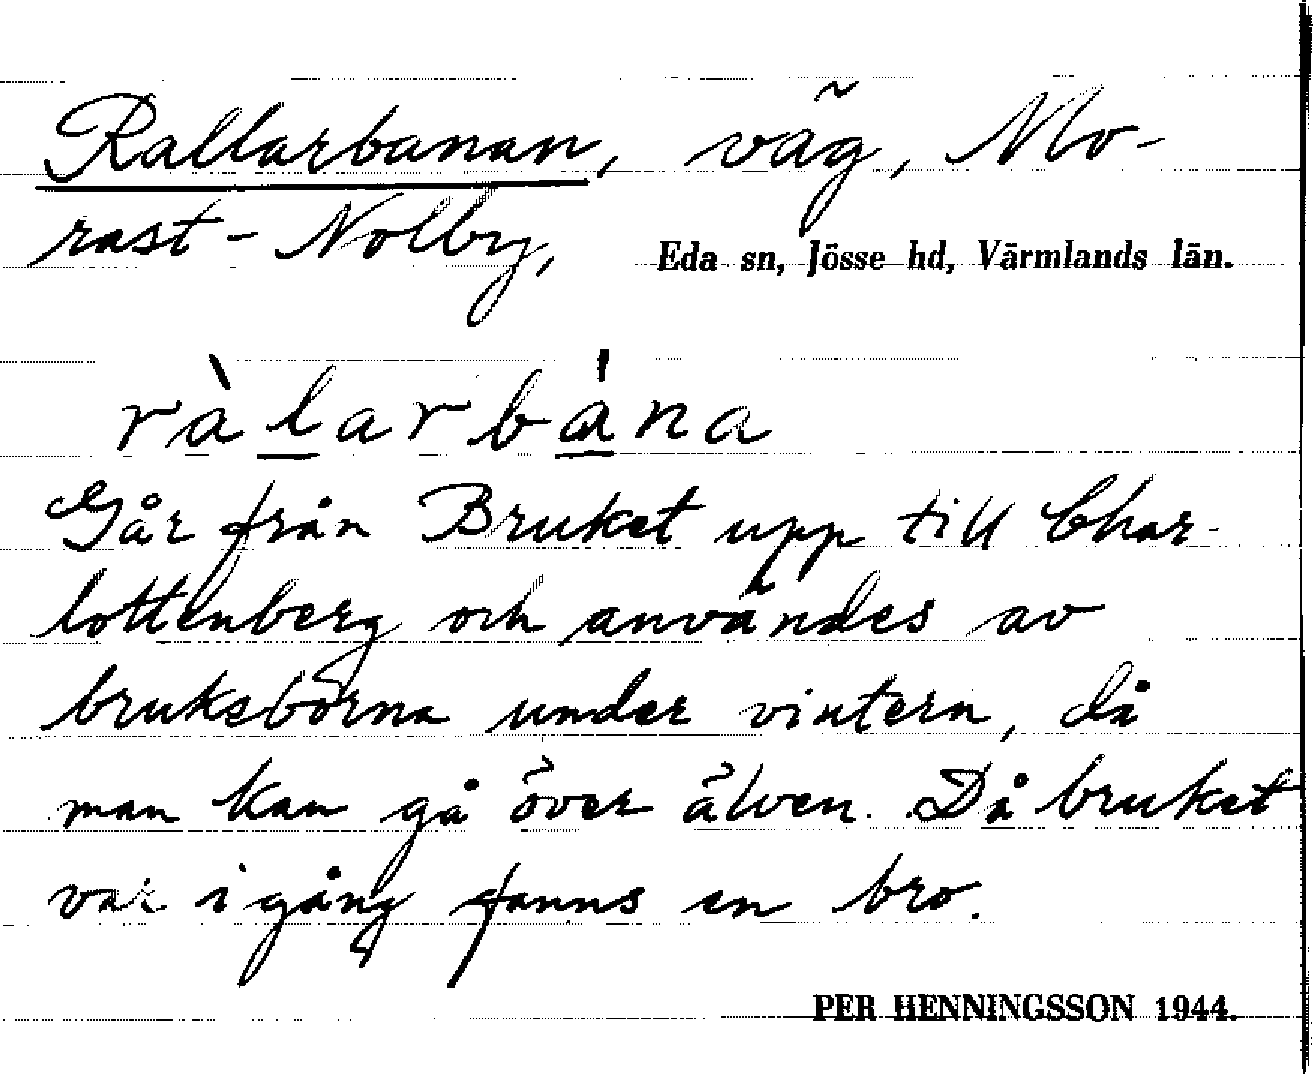 Rallarbanan, väg, Mo-
rast - Nolby, Eda sn, Jösse hd, Värmlands län.
ràlarbána
Går från Bruket upp till Char-
lottenberg och användes av
bruksborna under vintern, då
man kan gå över älven. Då bruket
var igång fanns en bro.
PER HENNINGSSON 1944.